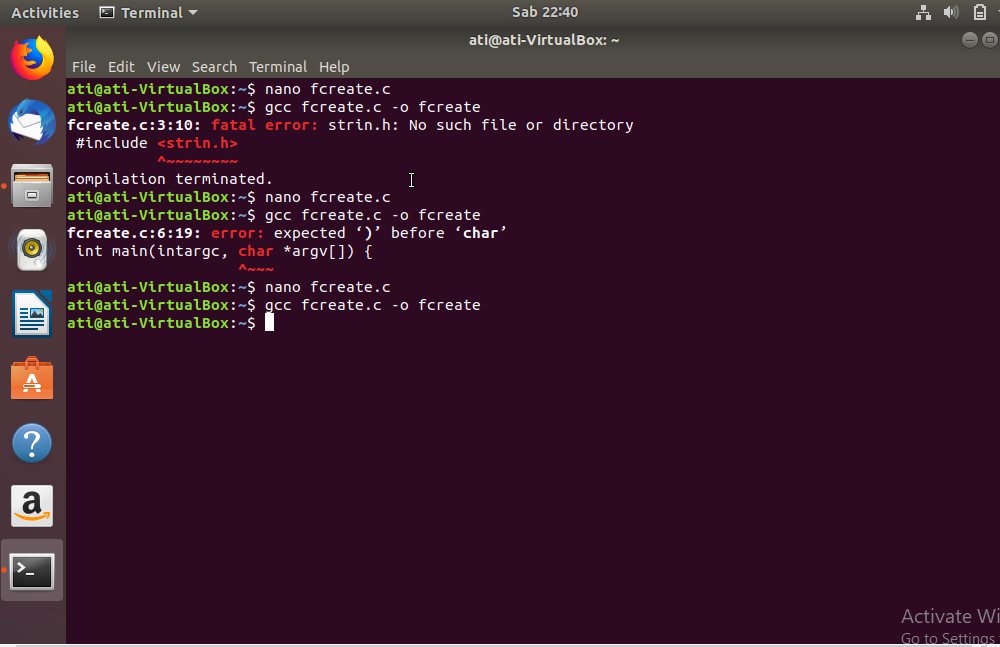 Activities Terminal Sab 22:40
ati@ati-VirtualBox: ~
File Edit View Search Terminal Help
ati@ati-VirtualBox:~$ nano fcreate.c
ati@ati-VirtualBox:~$ gcc fcreate.c -o fcreate
fcreate.c:3:10: fatal error: strin.h: No such file or directory
#include <strin.h>
^~~~~~~~~
compilation terminated.
ati@ati-VirtualBox:~$ nano fcreate.c
ati@ati-VirtualBox:~$ gcc fcreate.c -o fcreate
fcreate.c:6:19: error: expected ‘)’ before ‘char’
int main(intargc, char *argv[]) {
^~~~
ati@ati-VirtualBox:~$ nano fcreate.c
ati@ati-VirtualBox:~$ gcc fcreate.c -o fcreate
ati@ati-VirtualBox:~$
Activate Wi
Go to Settings